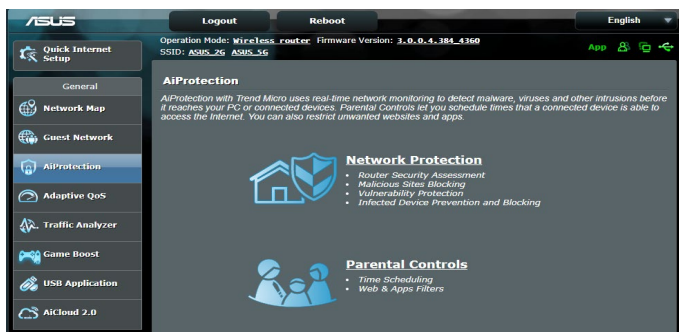 ASUS
Logout
Reboot
English
Quick Internet
Setup
Operation Mode: Wireless router Firmware Version: 3.0.0.4.384_4360
SSID: ASUS_2G ASUS_5G
App
General
Network Map
Guest Network
AiProtection
Adaptive QoS
Traffic Analyzer
Game Boost
USB Application
AiCloud 2.0
AiProtection
AiProtection with Trend Micro uses real-time network monitoring to detect malware, viruses and other intrusions before
it reaches your PC or connected devices. Parental Controls let you schedule times that a connected device is able to
access the Internet. You can also restrict unwanted websites and apps.
Network Protection
• Router Security Assessment
• Malicious Sites Blocking
• Vulnerability Protection
• Infected Device Prevention and Blocking
Parental Controls
• Time Scheduling
• Web & Apps Filters